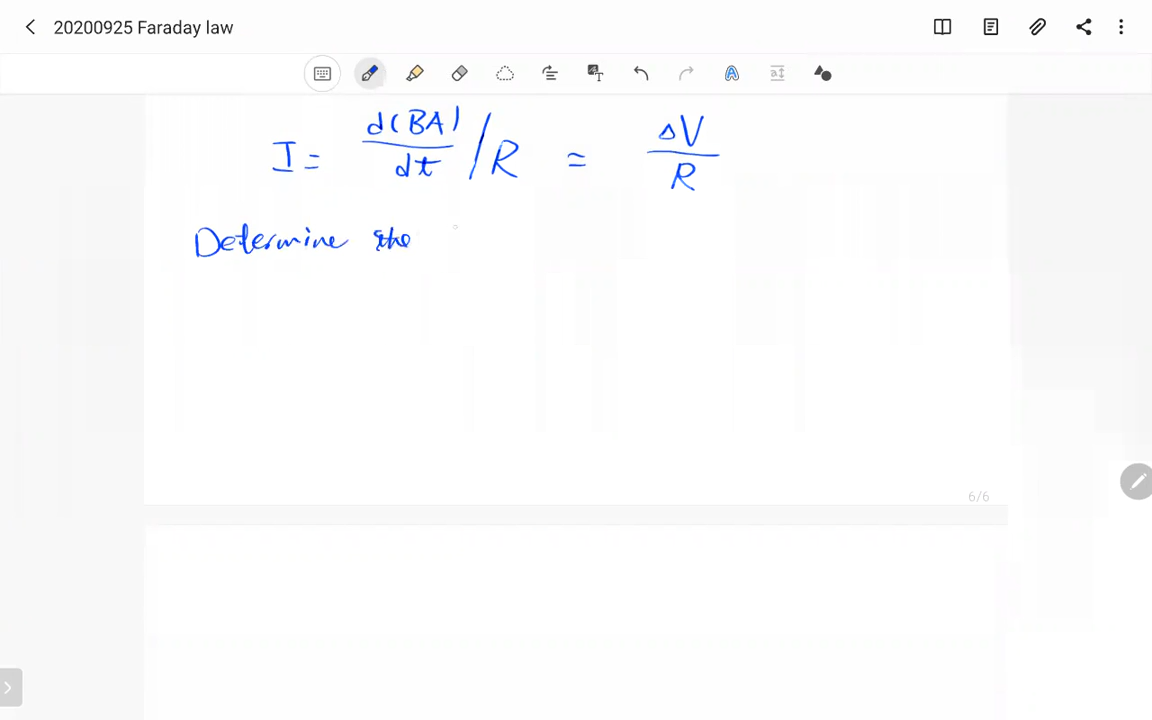 20200925 Faraday law
I = d(BA)/dt / R = ΔV/R
Determine the
6/6